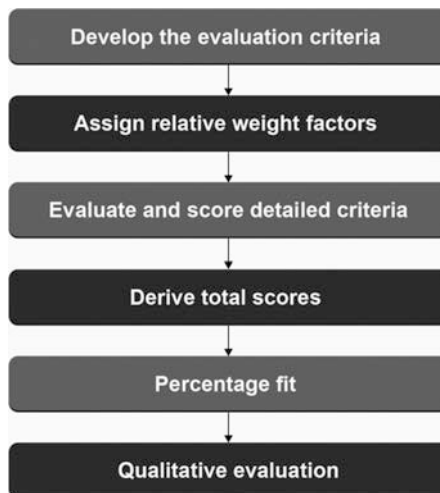 Develop the evaluation criteria
Assign relative weight factors
Evaluate and score detailed criteria
Derive total scores
Percentage fit
Qualitative evaluation